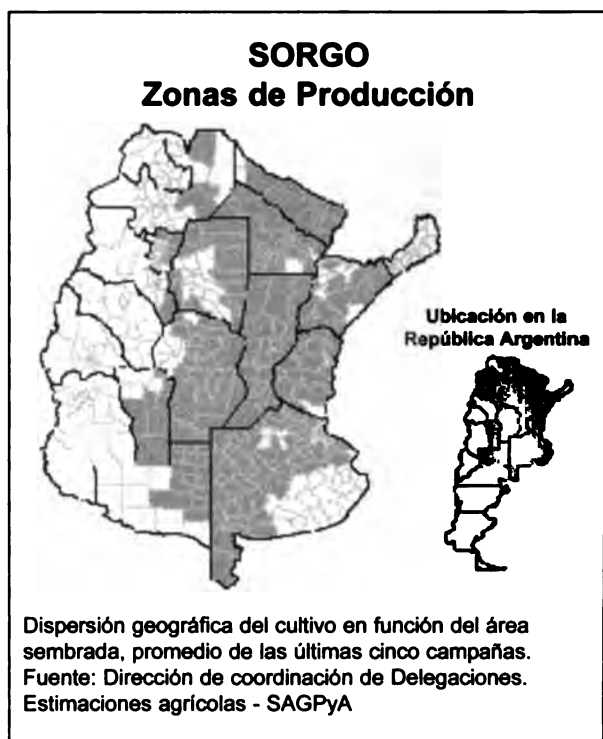 SORGO
Zonas de Producción
Ubicación en la
República Argentina
Dispersión geográfica del cultivo en función del área
sembrada, promedio de las últimas cinco campañas.
Fuente: Dirección de coordinación de Delegaciones.
Estimaciones agrícolas - SAGPyA